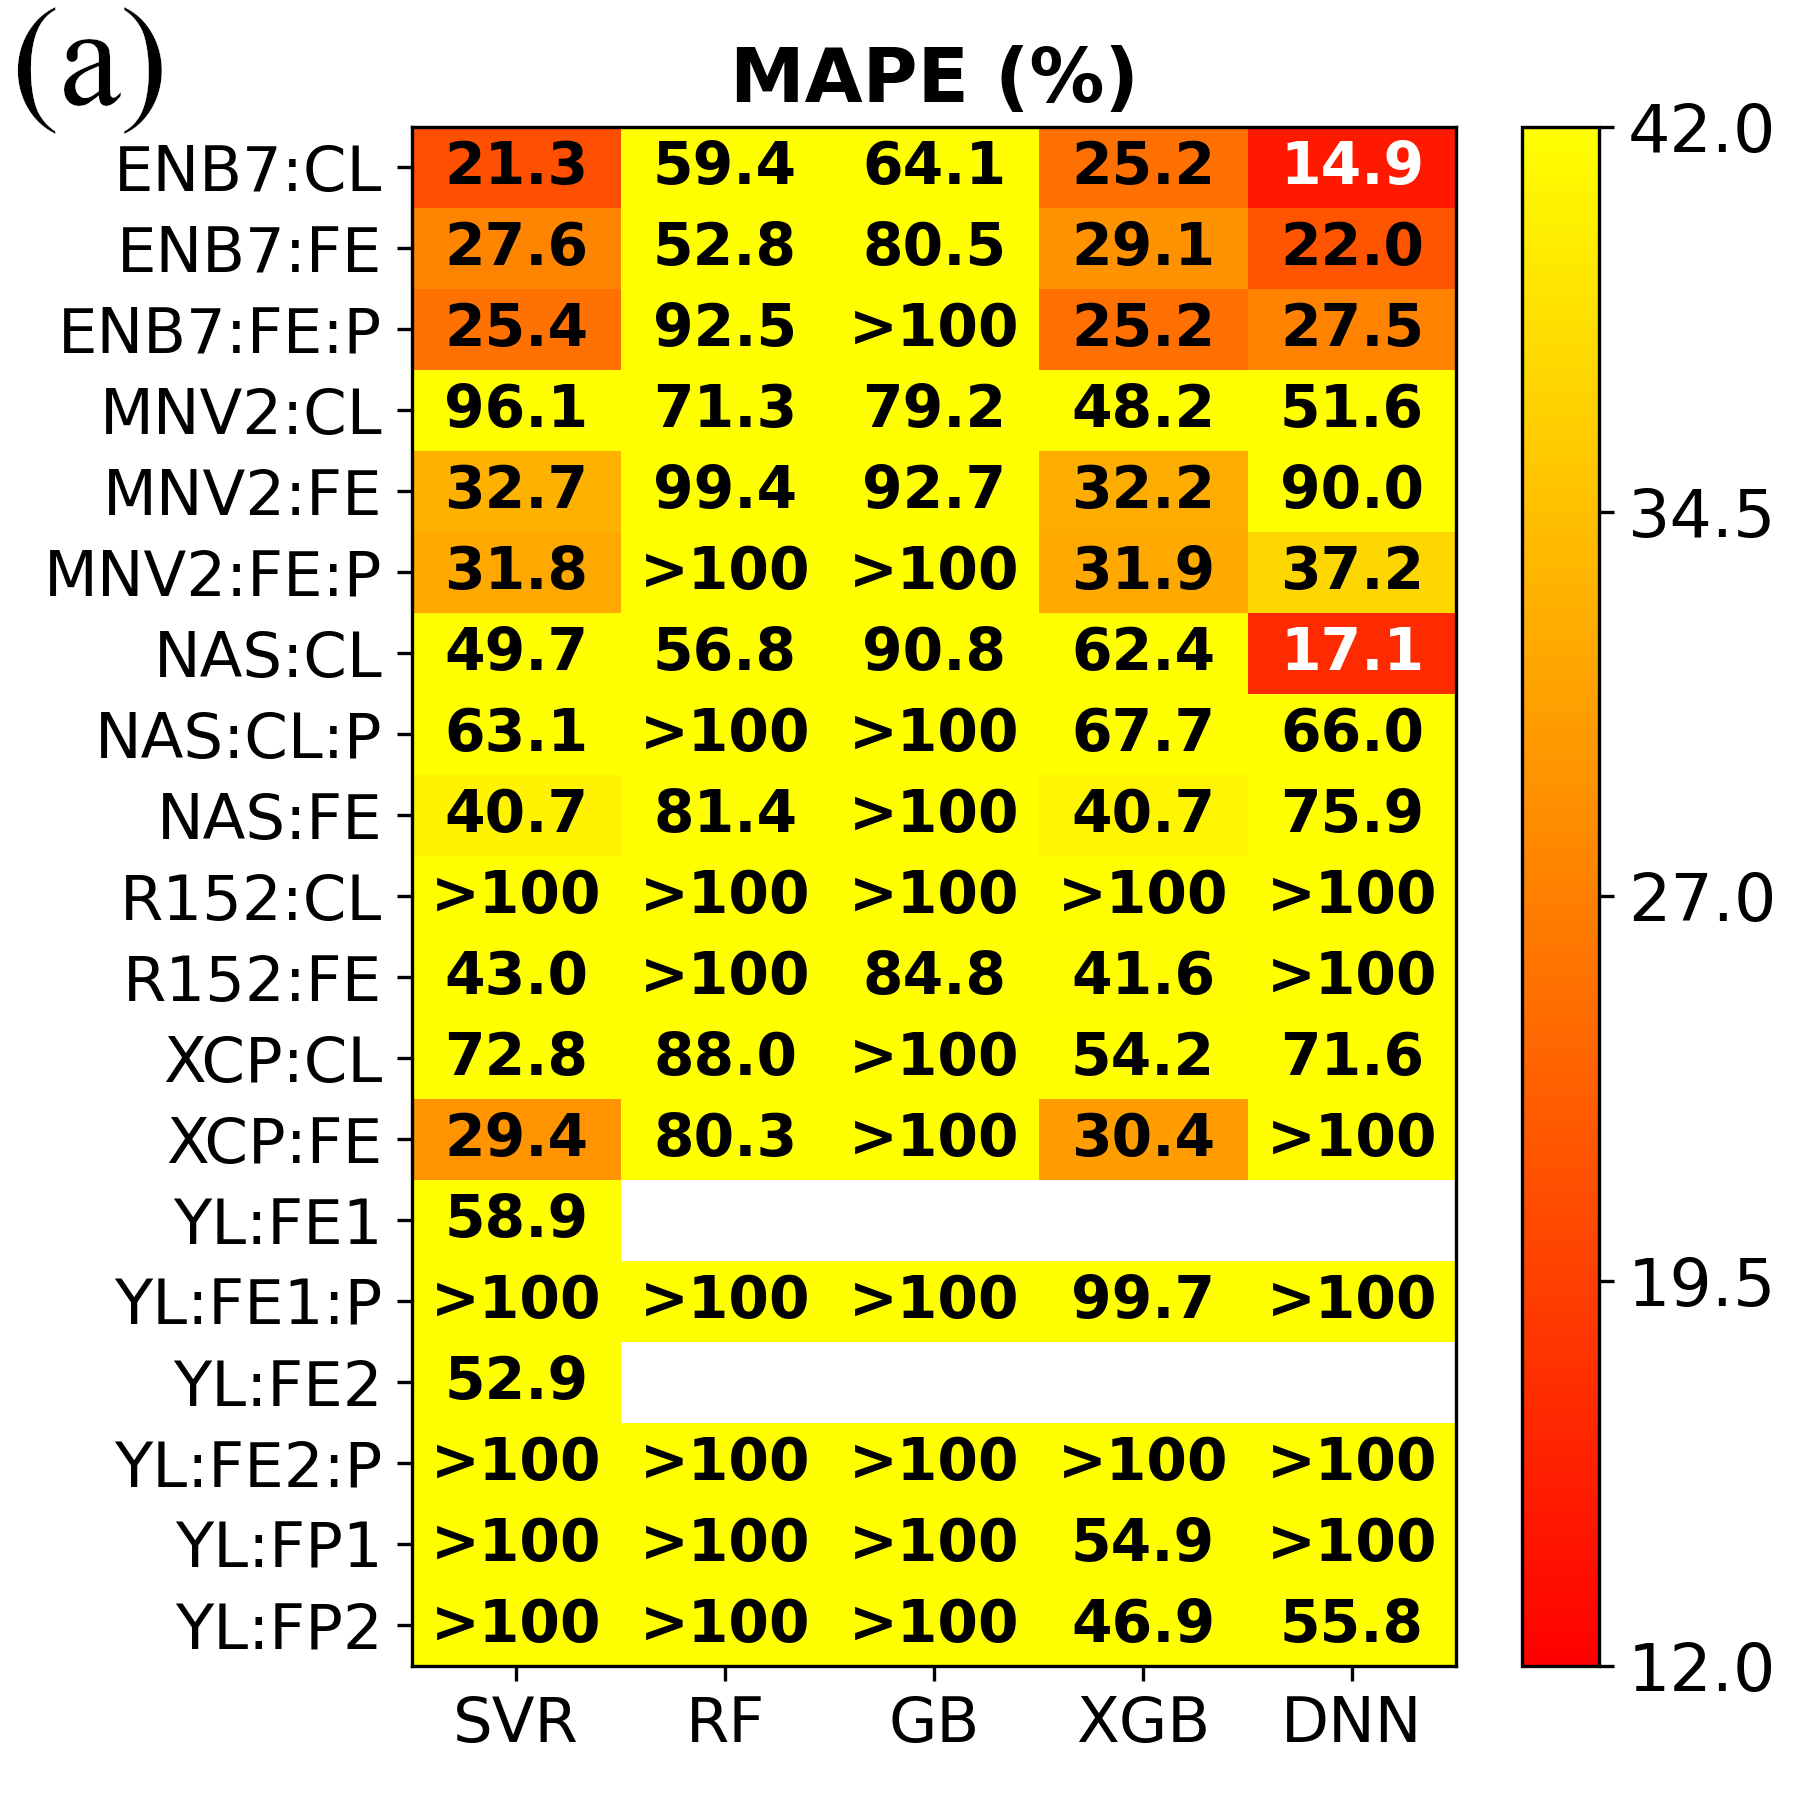 (a)
MAPE (%)
ENB7:CL 21.3 59.4 64.1 25.2 14.9
ENB7:FE 27.6 52.8 80.5 29.1 22.0
ENB7:FE:P 25.4 92.5 >100 25.2 27.5
MNV2:CL 96.1 71.3 79.2 48.2 51.6
MNV2:FE 32.7 99.4 92.7 32.2 90.0
MNV2:FE:P 31.8 >100 >100 31.9 37.2
NAS:CL 49.7 56.8 90.8 62.4 17.1
NAS:CL:P 63.1 >100 >100 67.7 66.0
NAS:FE 40.7 81.4 >100 40.7 75.9
R152:CL >100 >100 >100 >100 >100
R152:FE 43.0 >100 84.8 41.6 >100
XCP:CL 72.8 88.0 >100 54.2 71.6
XCP:FE 29.4 80.3 >100 30.4 >100
YL:FE1 58.9
YL:FE1:P >100 >100 >100 99.7 >100
YL:FE2 52.9
YL:FE2:P >100 >100 >100 >100 >100
YL:FP1 >100 >100 >100 54.9 >100
YL:FP2 >100 >100 >100 46.9 55.8
SVR RF GB XGB DNN
42.0
34.5
27.0
19.5
12.0